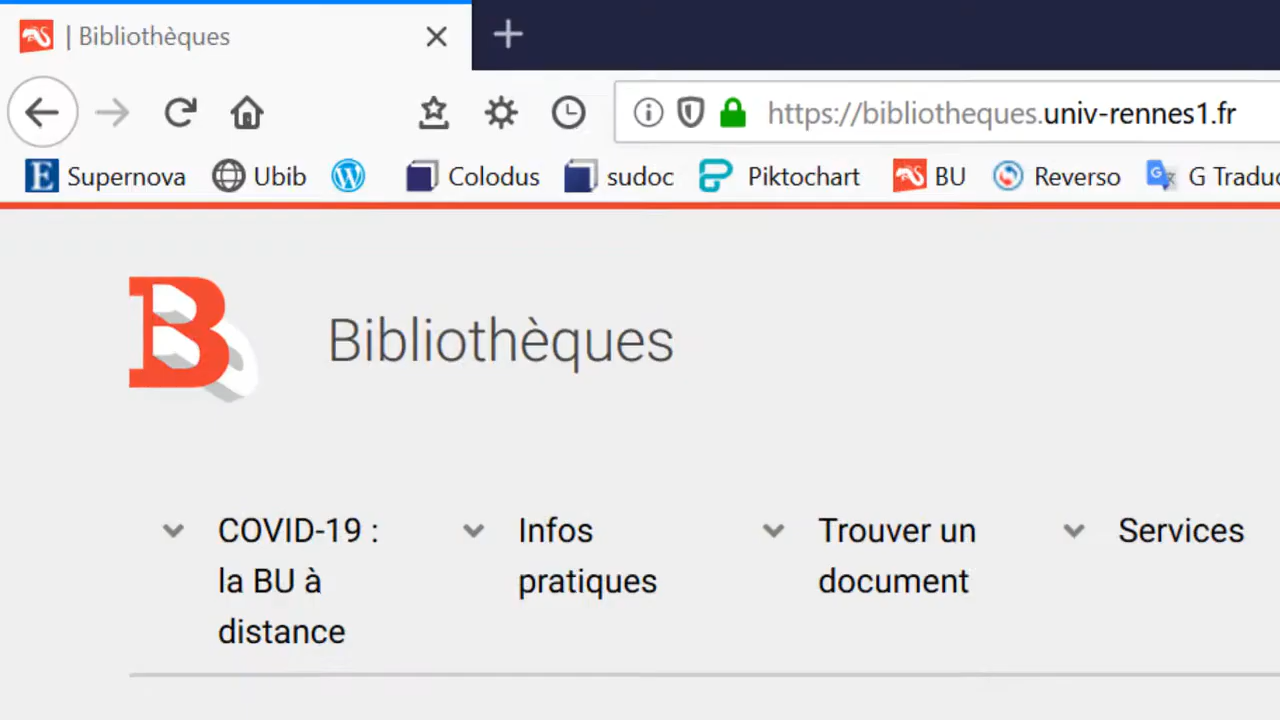 | Bibliothèques
https://bibliotheques.univ-rennes1.fr
Supernova Ubib Colodus sudoc Piktochart BU Reverso G Traduc
B Bibliothèques
COVID-19 : la BU à distance
Infos pratiques
Trouver un document
Services